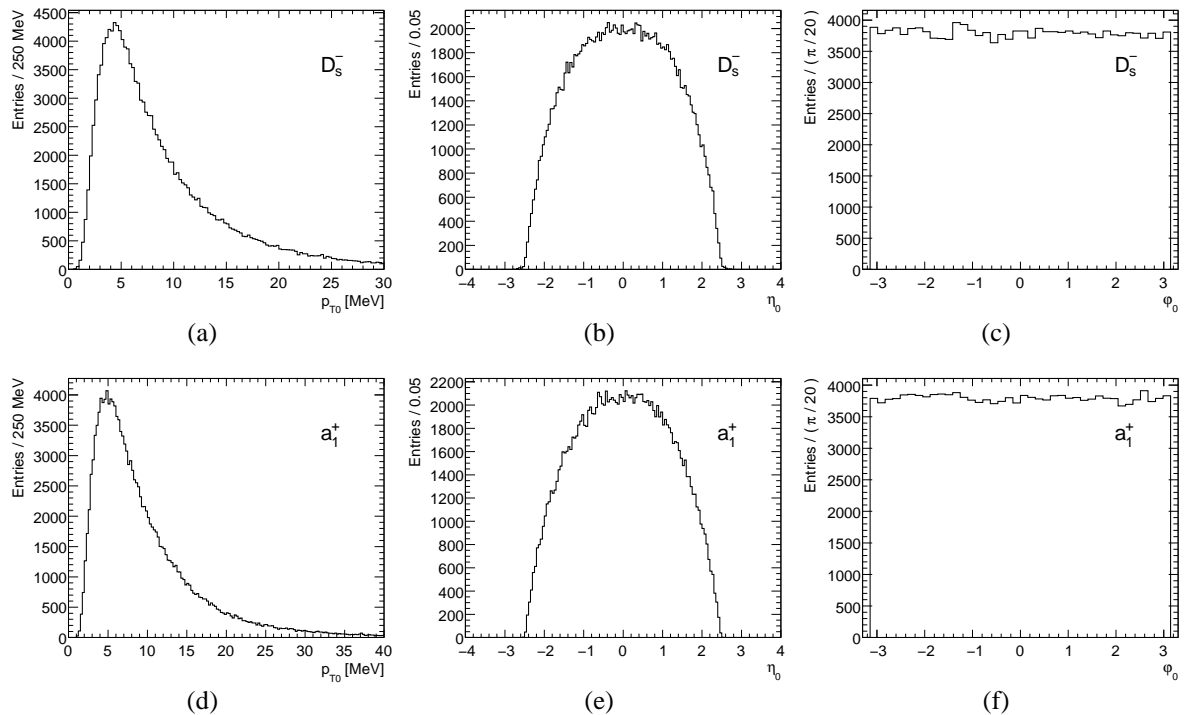 Entries / 250 MeV
4500
4000
3500
3000
2500
2000
1500
1000
500
0
D_s^−
0 5 10 15 20 25 30
p_T0 [MeV]
(a)
Entries / 0.05
2000
1800
1600
1400
1200
1000
800
600
400
200
0
D_s^−
−4 −3 −2 −1 0 1 2 3 4
η_0
(b)
Entries / ( π / 20 )
4000
3500
3000
2500
2000
1500
1000
500
0
D_s^−
−3 −2 −1 0 1 2 3
φ_0
(c)
Entries / 250 MeV
4000
3500
3000
2500
2000
1500
1000
500
0
a_1^+
0 5 10 15 20 25 30 35 40
p_T0 [MeV]
(d)
Entries / 0.05
2200
2000
1800
1600
1400
1200
1000
800
600
400
200
0
a_1^+
−4 −3 −2 −1 0 1 2 3 4
η_0
(e)
Entries / ( π / 20 )
4000
3500
3000
2500
2000
1500
1000
500
0
a_1^+
−3 −2 −1 0 1 2 3
φ_0
(f)